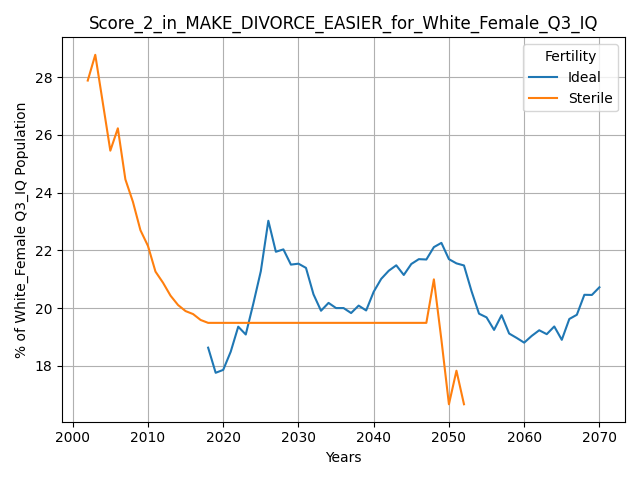 Score_2_in_MAKE_DIVORCE_EASIER_for_White_Female_Q3_IQ
Fertility
Ideal
Sterile
% of White_Female Q3_IQ Population
28
26
24
22
20
18
2000 2010 2020 2030 2040 2050 2060 2070
Years